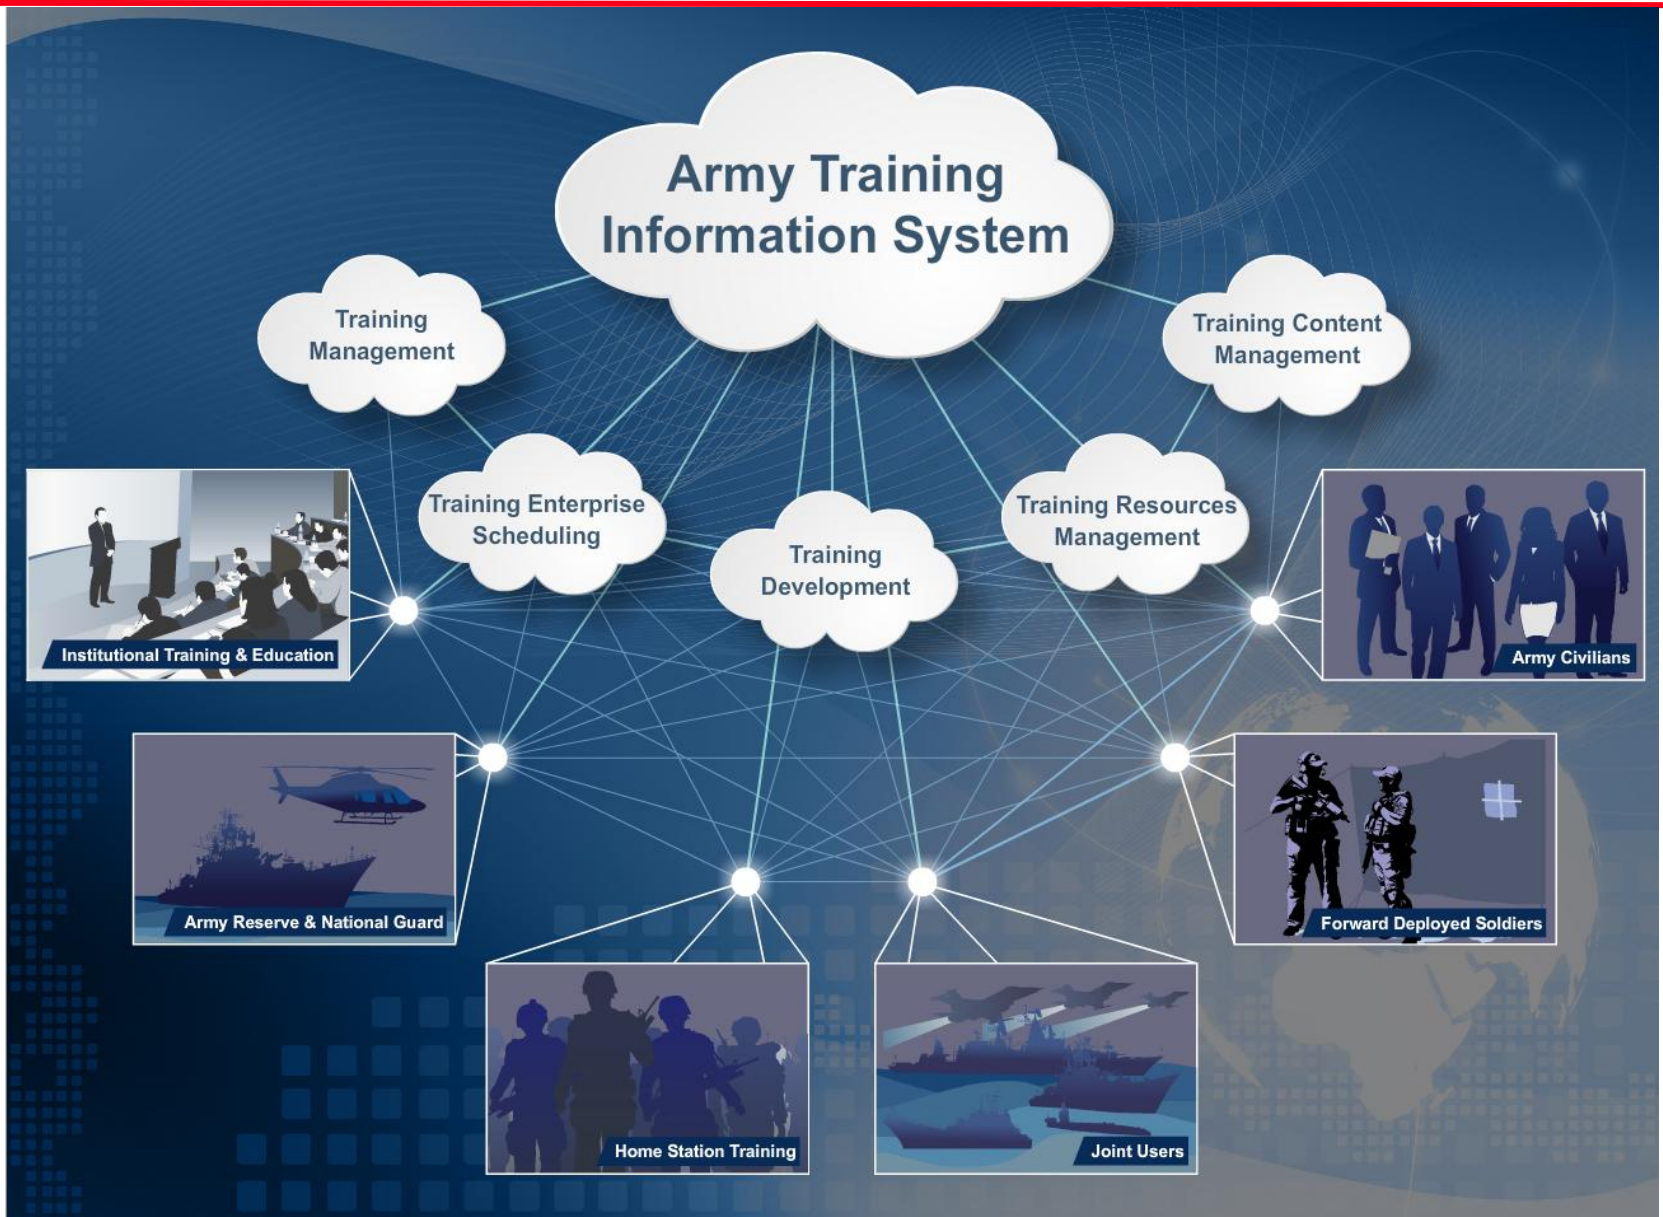 Army Training
Information System
Training
Management
Training Content
Management
Training Enterprise
Scheduling
Training Resources
Management
Training
Development
Institutional Training & Education
Army Civilians
Army Reserve & National Guard
Forward Deployed Soldiers
Home Station Training
Joint Users